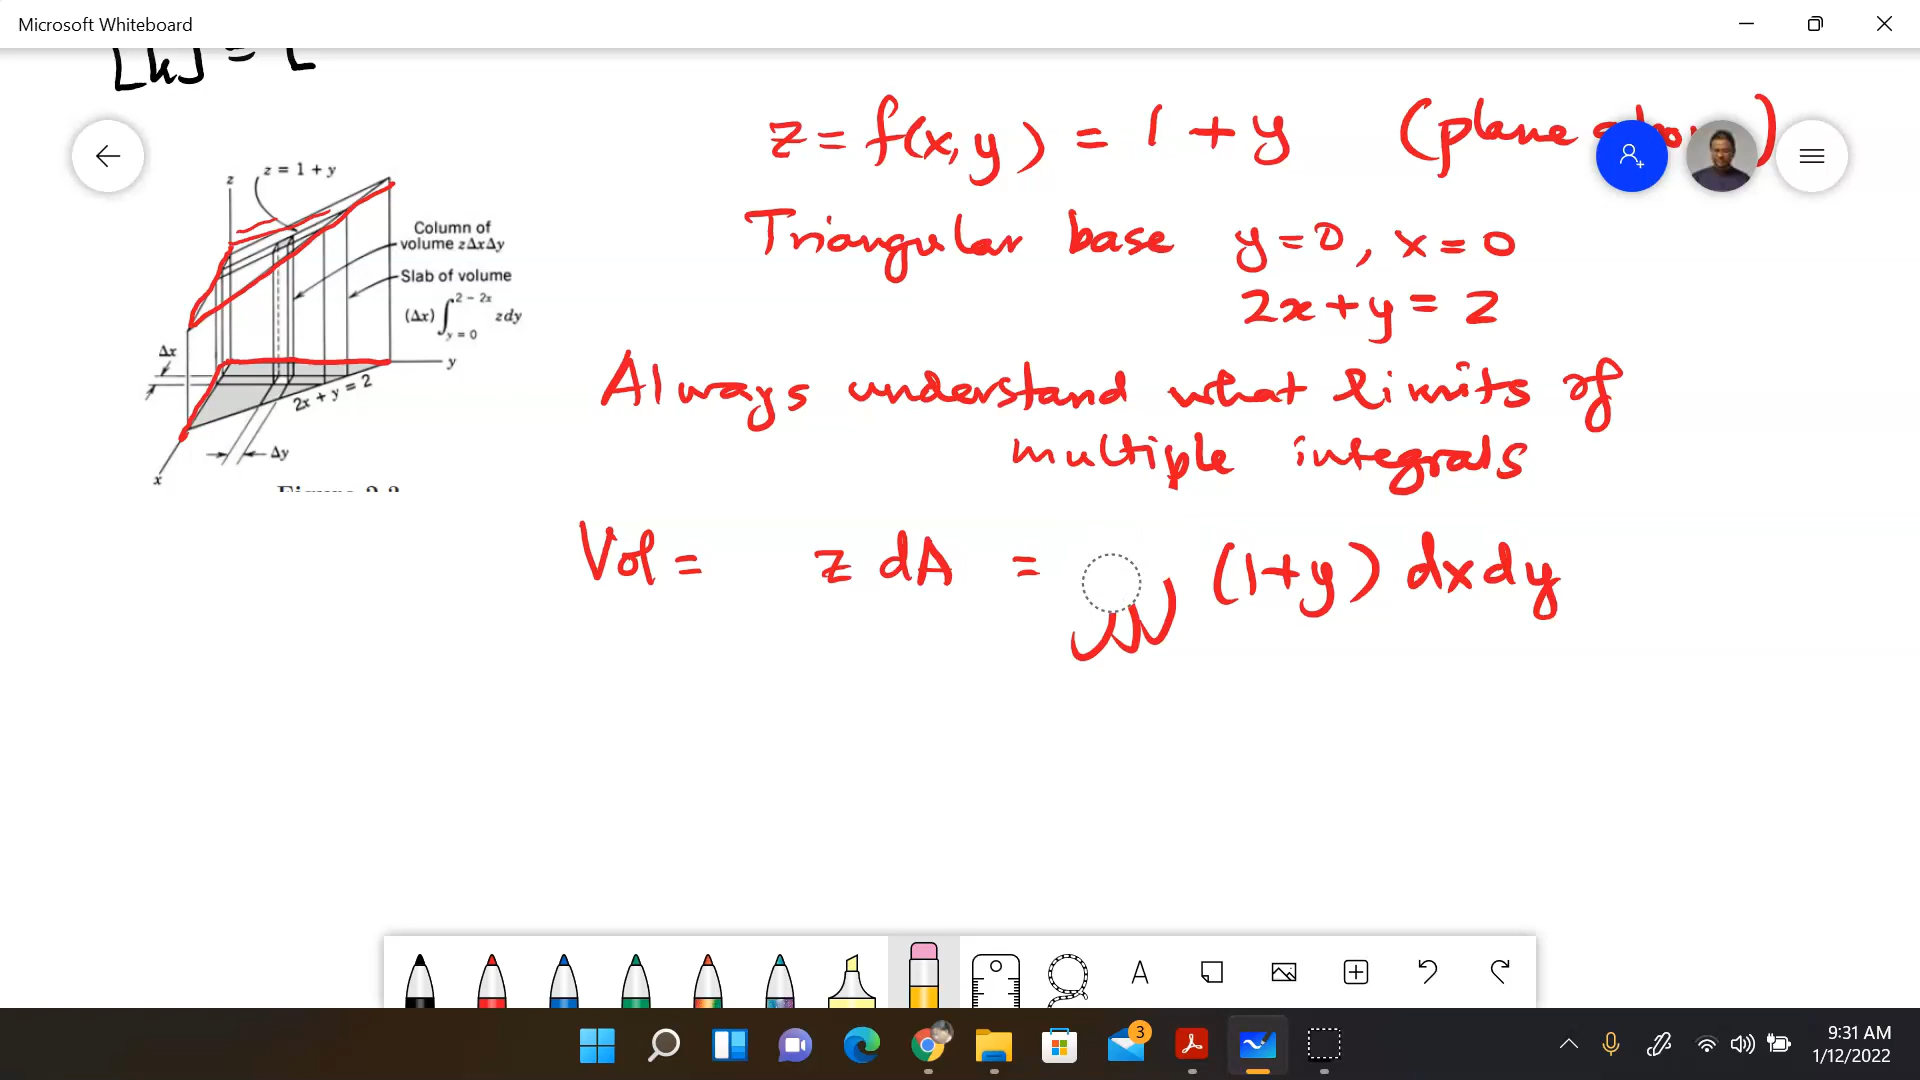 Microsoft Whiteboard
z = f(x, y) = 1 + y (plane
Triangular base y = 0, x = 0
2x + y = 2
Always understand what limits of
multiple integrals
Vol = z dA = (1+y) dx dy
z
z = 1 + y
Column of
volume zΔxΔy
Slab of volume
(Δx) ∫ y = 0 2 − 2x z dy
Δx
y
2x + y = 2
Δy
x
A
3
9:31 AM
1/12/2022